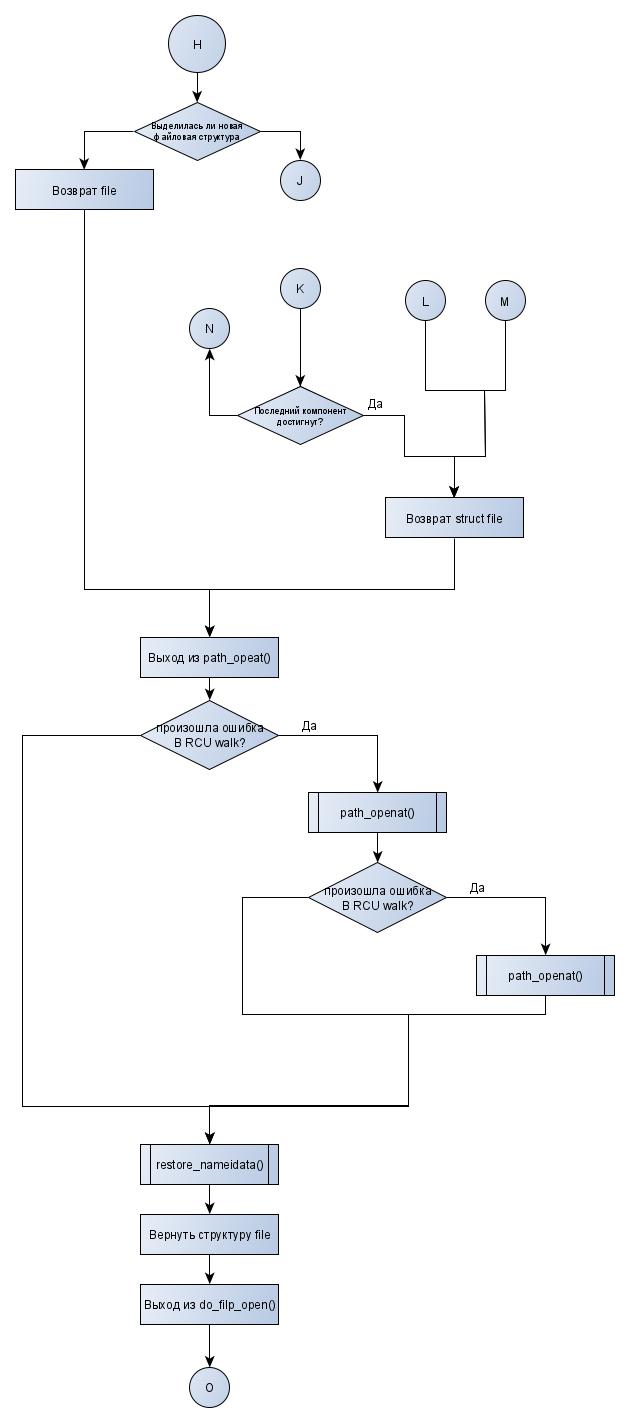 H
Выделилась ли новая
файловая структура
J
Возврат file
K
L
M
N
Последний компонент
достигнут?
Да
Возврат struct file
Выход из path_opeat()
произошла ошибка
В RCU walk?
Да
path_openat()
произошла ошибка
В RCU walk?
Да
path_openat()
restore_nameidata()
Вернуть структуру file
Выход из do_filp_open()
O